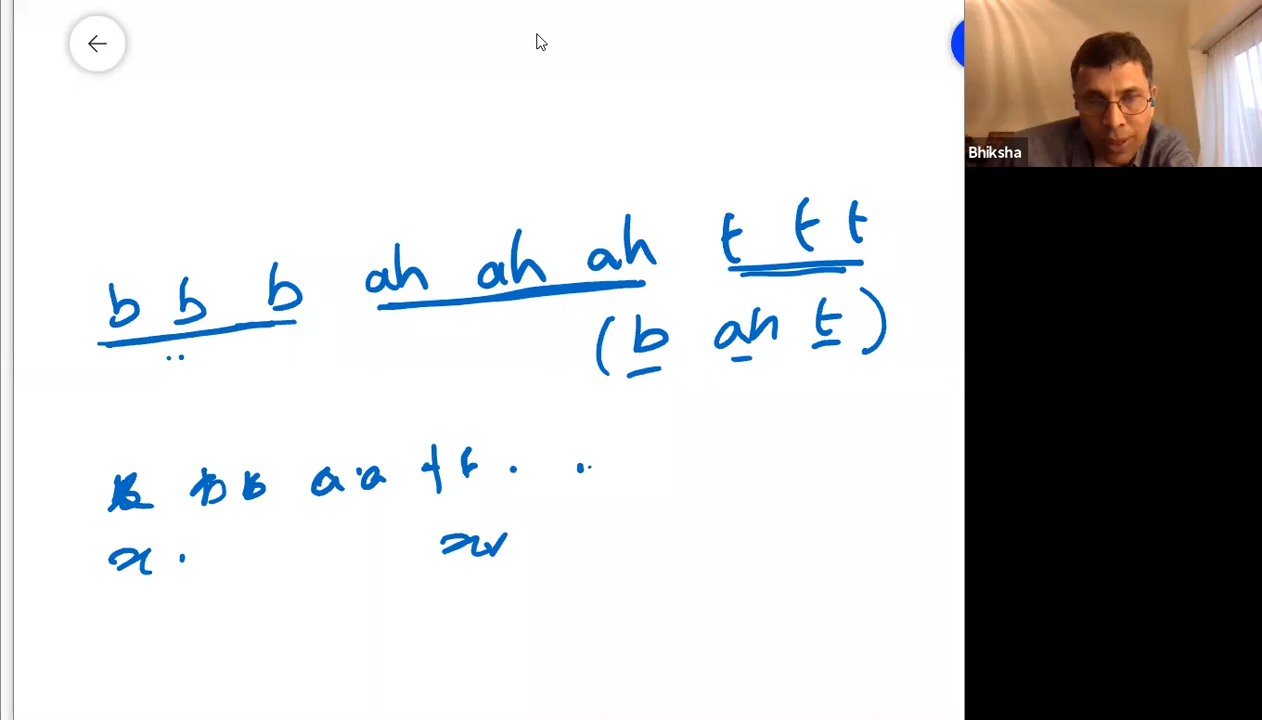 Bhiksha
b b b ah ah ah t t t
(b ah t)
b b a a t t . ..
x .